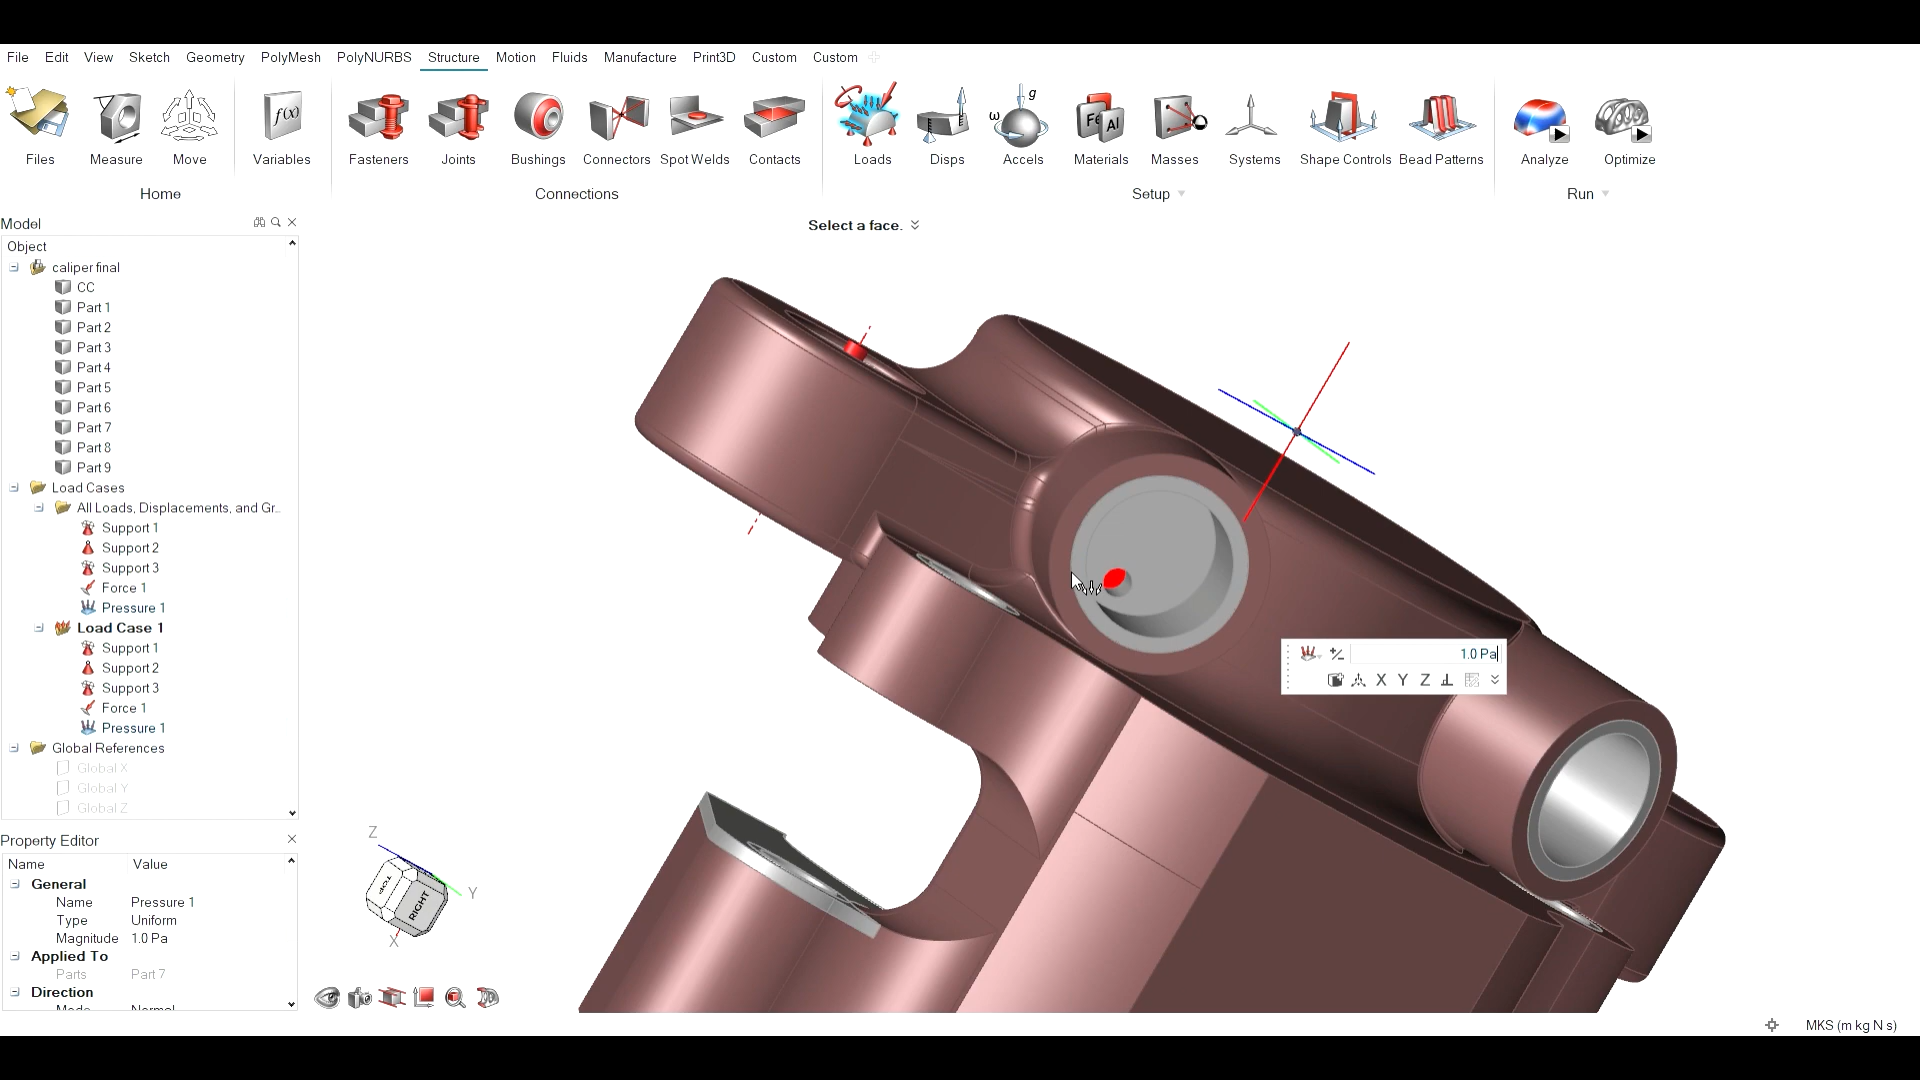 File Edit View Sketch Geometry PolyMesh PolyNURBS Structure Motion Fluids Manufacture Print3D Custom Custom
f(x) g ω Fe Al
Files Measure Move Variables Fasteners Joints Bushings Connectors Spot Welds Contacts Loads Disps Accels Materials Masses Systems Shape Controls Bead Patterns Analyze Optimize
Home Connections Setup Run
Model
Select a face.
Object
caliper final
CC
Part 1
Part 2
Part 3
Part 4
Part 5
Part 6
Part 7
Part 8
Part 9
Load Cases
All Loads, Displacements, and Gr...
Support 1
Support 2
Support 3
Force 1
Pressure 1
Load Case 1
Support 1
Support 2
Support 3
Force 1
Pressure 1
Global References
Global X
Global Y
Global Z
1.0 Pa
X Y Z
Property Editor
Name Value
General
Name Pressure 1
Type Uniform
Magnitude 1.0 Pa
Applied To
Parts Part 7
Direction
Mode Normal
Z
Y
X
TOP
RIGHT
MKS (m kg N s)